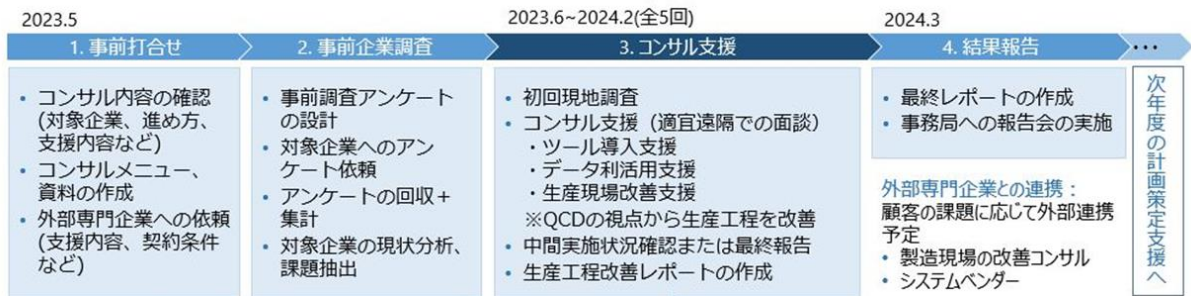 2023.5
2023.6~2024.2(全5回)
2024.3
1. 事前打合せ
2. 事前企業調査
3. コンサル支援
4. 結果報告
･･･
• コンサル内容の確認
(対象企業、進め方、
支援内容など)
• コンサルメニュー、
資料の作成
• 外部専門企業への依頼
(支援内容、契約条件
など)
• 事前調査アンケート
の設計
• 対象企業へのアン
ケート依頼
• アンケートの回収+
集計
• 対象企業の現状分析、
課題抽出
• 初回現地調査
• コンサル支援(適宜遠隔での面談)
・ツール導入支援
・データ利活用支援
・生産現場改善支援
※QCDの視点から生産工程を改善
• 中間実施状況確認または最終報告
• 生産工程改善レポートの作成
• 最終レポートの作成
• 事務局への報告会の実施
外部専門企業との連携:
顧客の課題に応じて外部連携
予定
• 製造現場の改善コンサル
• システムベンダー
次年度の計画策定支援へ